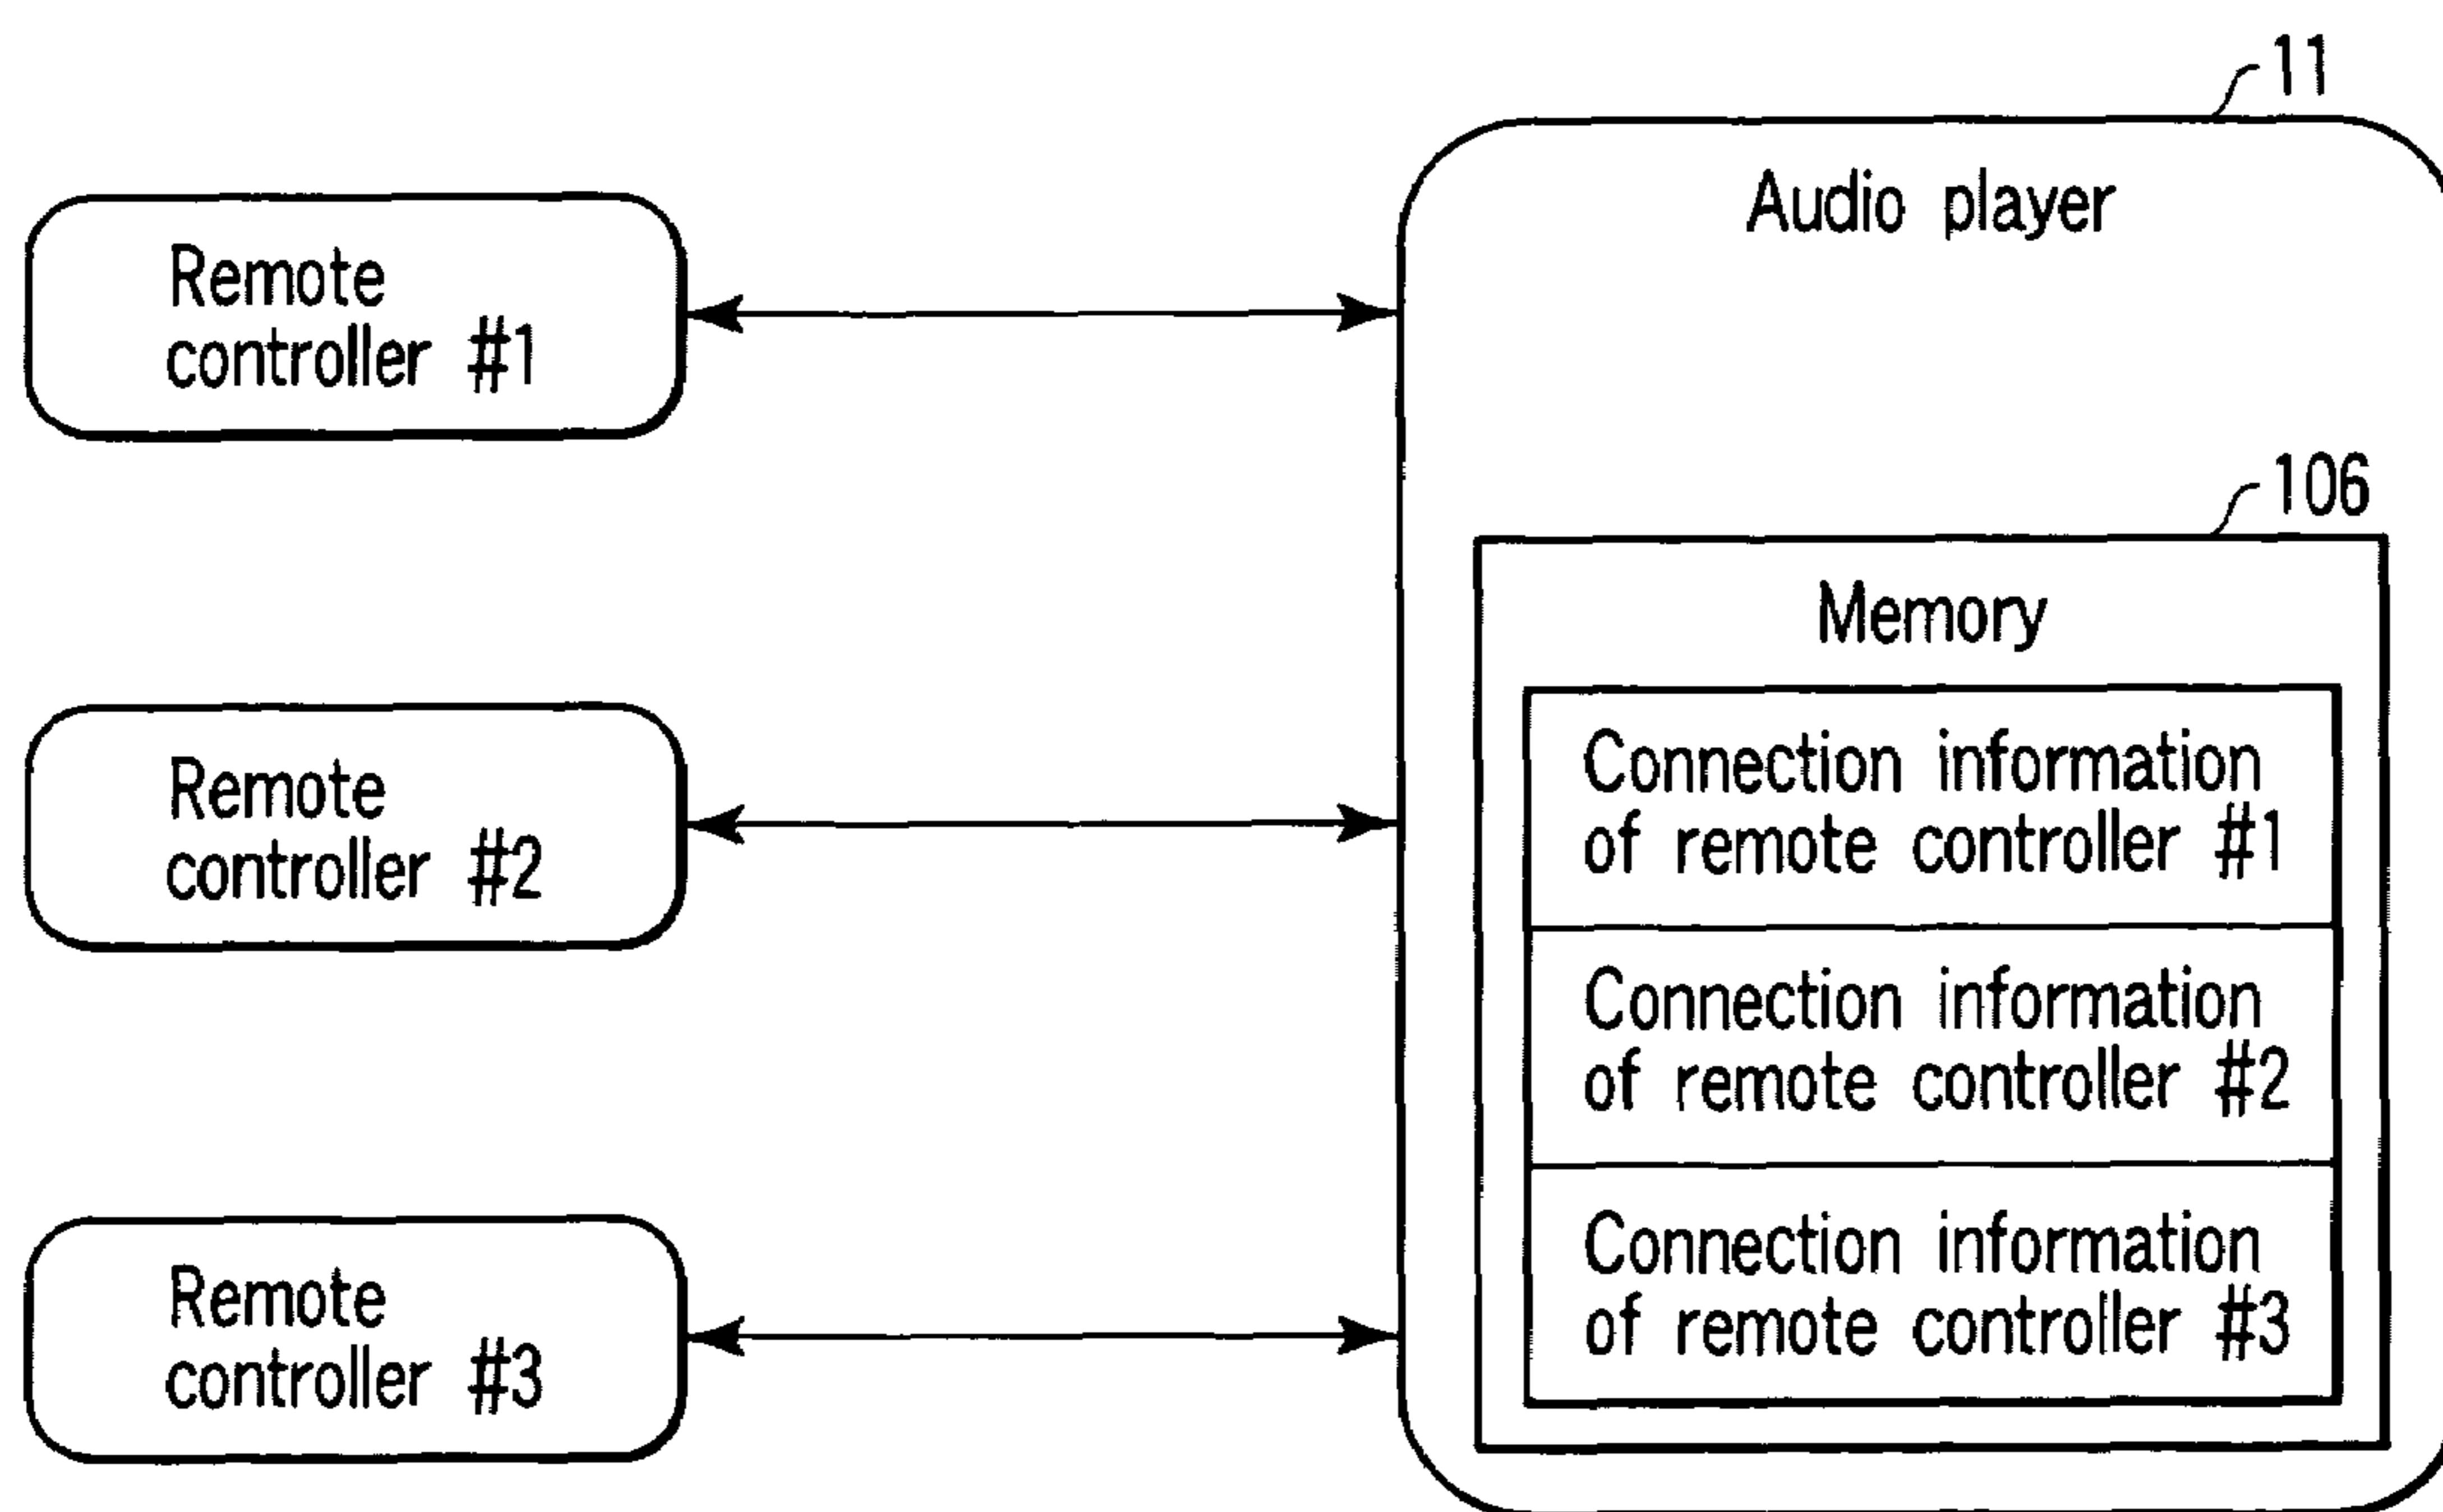 11
Audio player
Remote
controller #1
106
Memory
Remote
controller #2
Connection information
of remote controller #1
Connection information
of remote controller #2
Remote
controller #3
Connection information
of remote controller #3